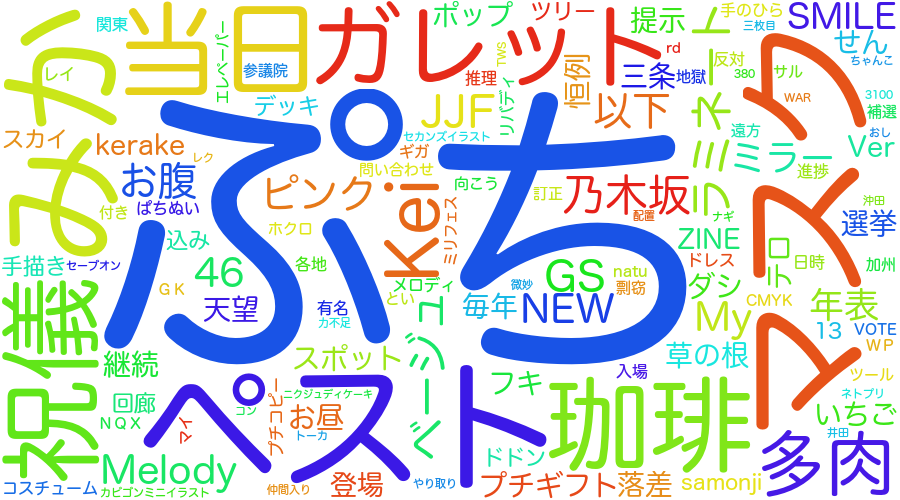 関東
レイ
みか
当日
エレペーパー
参議院
ガレット
ポップ
ツリー
提示
手のひら
三枚目
SMILE
せん
ちゃんこ
TWS
rd
反対
推理
恒例
三条
地獄
380
サル
3100
スカイ
デッキ
JJF
リバティ
以下
WAR
補選
kerake
セカンズイラスト
ラミネート
遠方
おし
レク
ギガ
Ver
ミラー
お腹
問い合わせ
進捗
ぷち
マスク
ピンク
Kei
向こう
訂正
乃木坂
ナギ
沖田
付き
ぱちぬい
配置
選挙
ホクロ
ミリフェス
込み
ZINE
テロ
手描き
セーブオン
46
各地
GS
natu
ドレス
日時
加州
GK
メロディ
微妙
剽窃
ダシ
とい
CMYK
年表
祝儀
天望
有名
毎年
NEW
My
力不足
13
VOTE
継続
スポット
ベージュ
草の根
WP
入場
回廊
ペスト
プチコピー
ニクジュディケーキ
フキ
珈琲
ツール
ネトプリ
NQX
マイ
コン
お昼
いちご
トーカ
井田
Melody
ドドン
多肉
コスチューム
カビゴンミニイラスト
仲間入り
登場
やり取り
プチギフト
落差
samonji